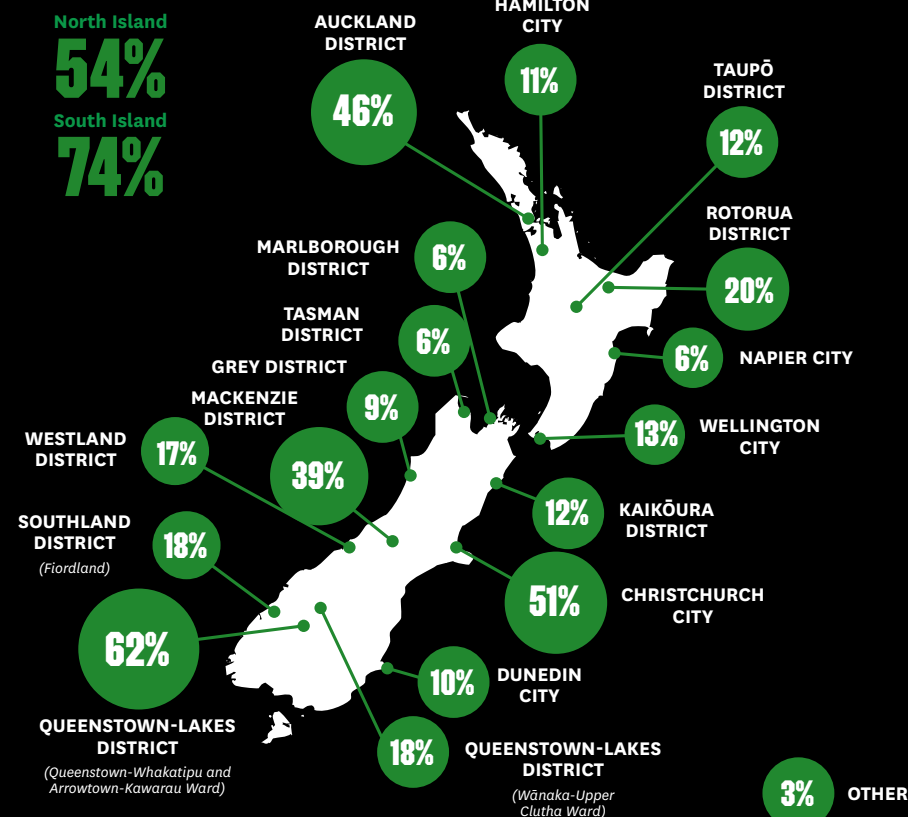 North Island
54%
South Island
74%
AUCKLAND
DISTRICT
46%
HAMILTON
CITY
11%
TAUPŌ
DISTRICT
12%
ROTORUA
DISTRICT
20%
MARLBOROUGH
DISTRICT
6%
TASMAN
DISTRICT
6%
6%
NAPIER CITY
GREY DISTRICT
9%
MACKENZIE
DISTRICT
39%
WESTLAND
DISTRICT
17%
13%
WELLINGTON
CITY
12%
KAIKŌURA
DISTRICT
SOUTHLAND
DISTRICT
(Fiordland)
18%
51%
CHRISTCHURCH
CITY
62%
QUEENSTOWN-LAKES
DISTRICT
(Queenstown-Whakatipu and
Arrowtown-Kawarau Ward)
10%
DUNEDIN
CITY
18%
QUEENSTOWN-LAKES
DISTRICT
(Wānaka-Upper
Clutha Ward)
3%
OTHER